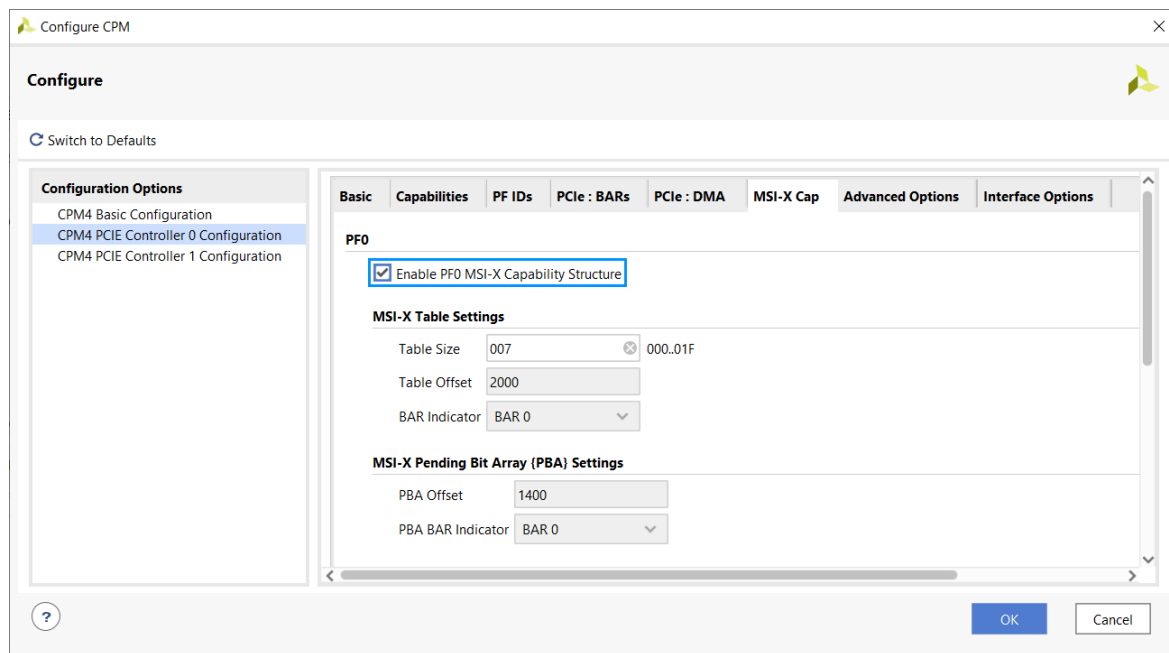 Configure CPM
Configure
Switch to Defaults
Configuration Options
CPM4 Basic Configuration
CPM4 PCIE Controller 0 Configuration
CPM4 PCIE Controller 1 Configuration
Basic Capabilities PF IDs PCIe : BARs PCIe : DMA MSI-X Cap Advanced Options Interface Options
PF0
Enable PF0 MSI-X Capability Structure
MSI-X Table Settings
Table Size 007 000..01F
Table Offset 2000
BAR Indicator BAR 0
MSI-X Pending Bit Array {PBA} Settings
PBA Offset 1400
PBA BAR Indicator BAR 0
? OK Cancel